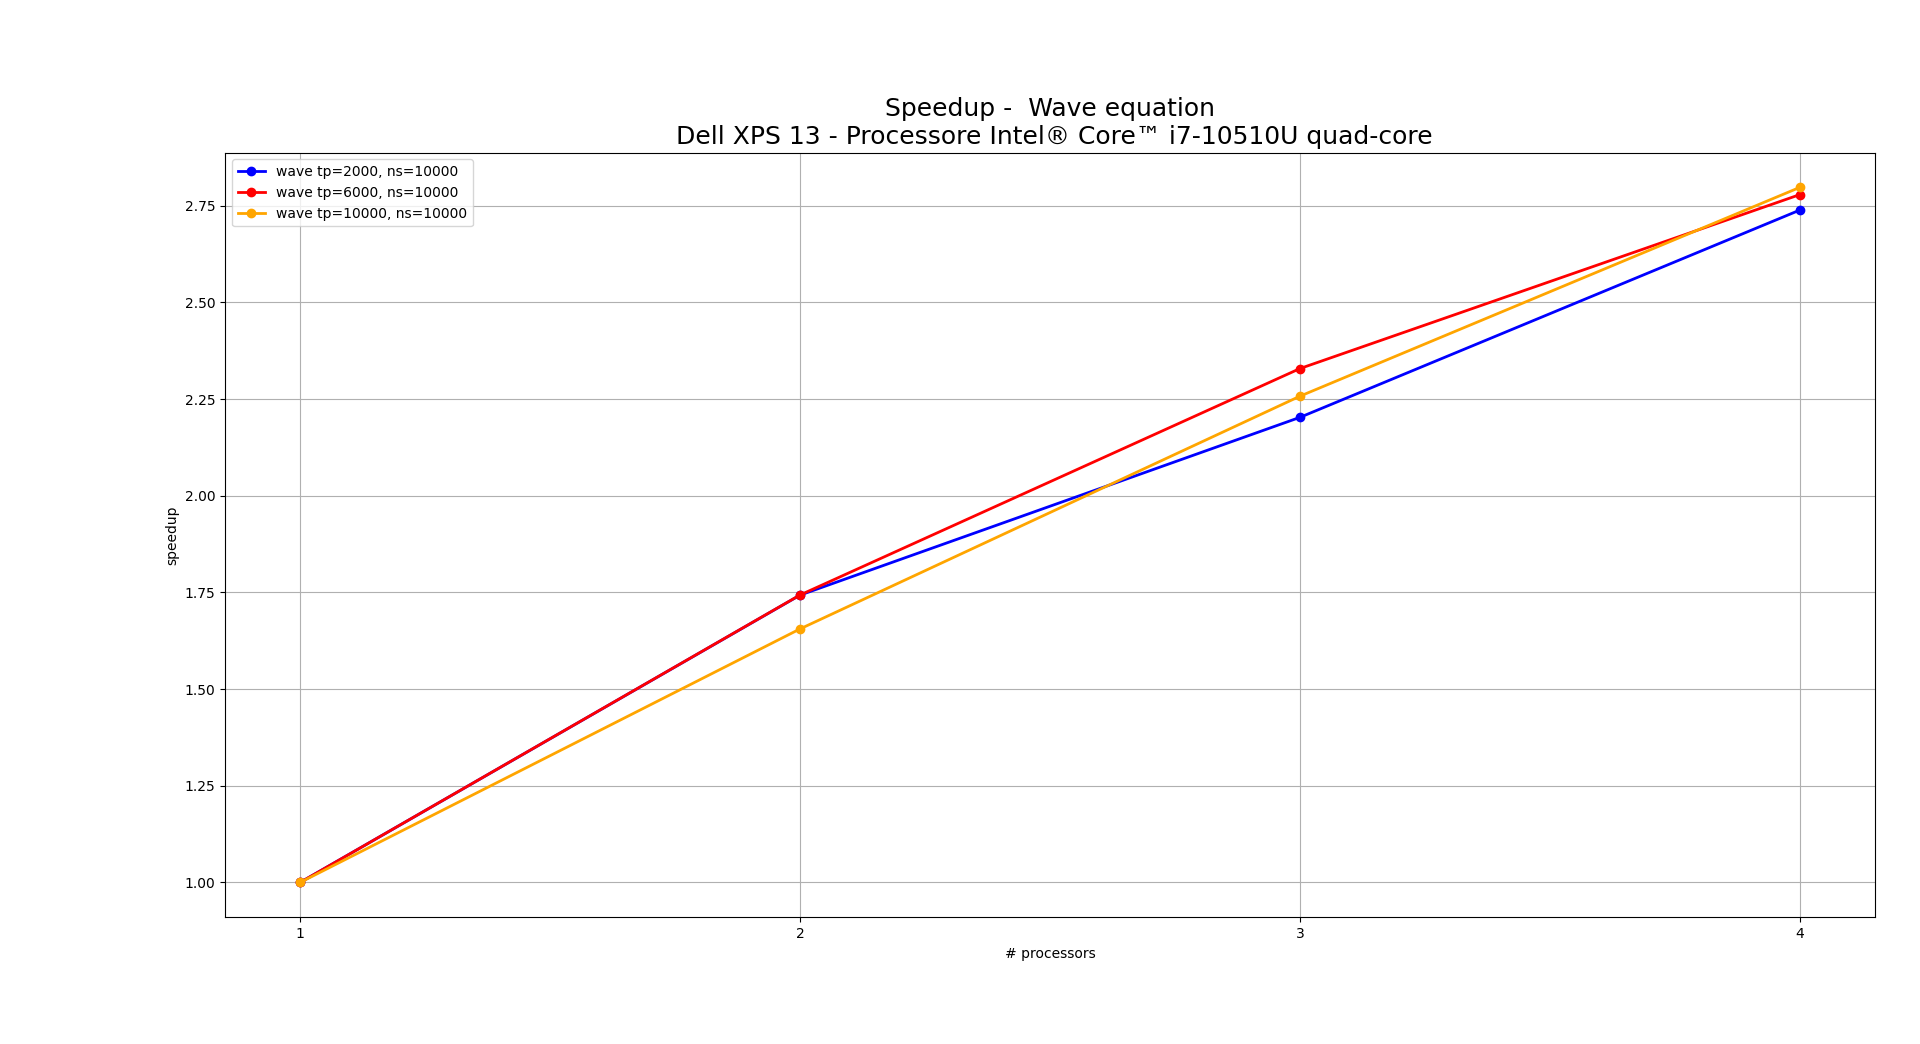 Speedup -  Wave equation
Dell XPS 13 - Processore Intel® Core™ i7-10510U quad-core
wave tp=2000, ns=10000
wave tp=6000, ns=10000
wave tp=10000, ns=10000
2.75
2.50
2.25
2.00
1.75
1.50
1.25
1.00
speedup
1 2 3 4
# processors